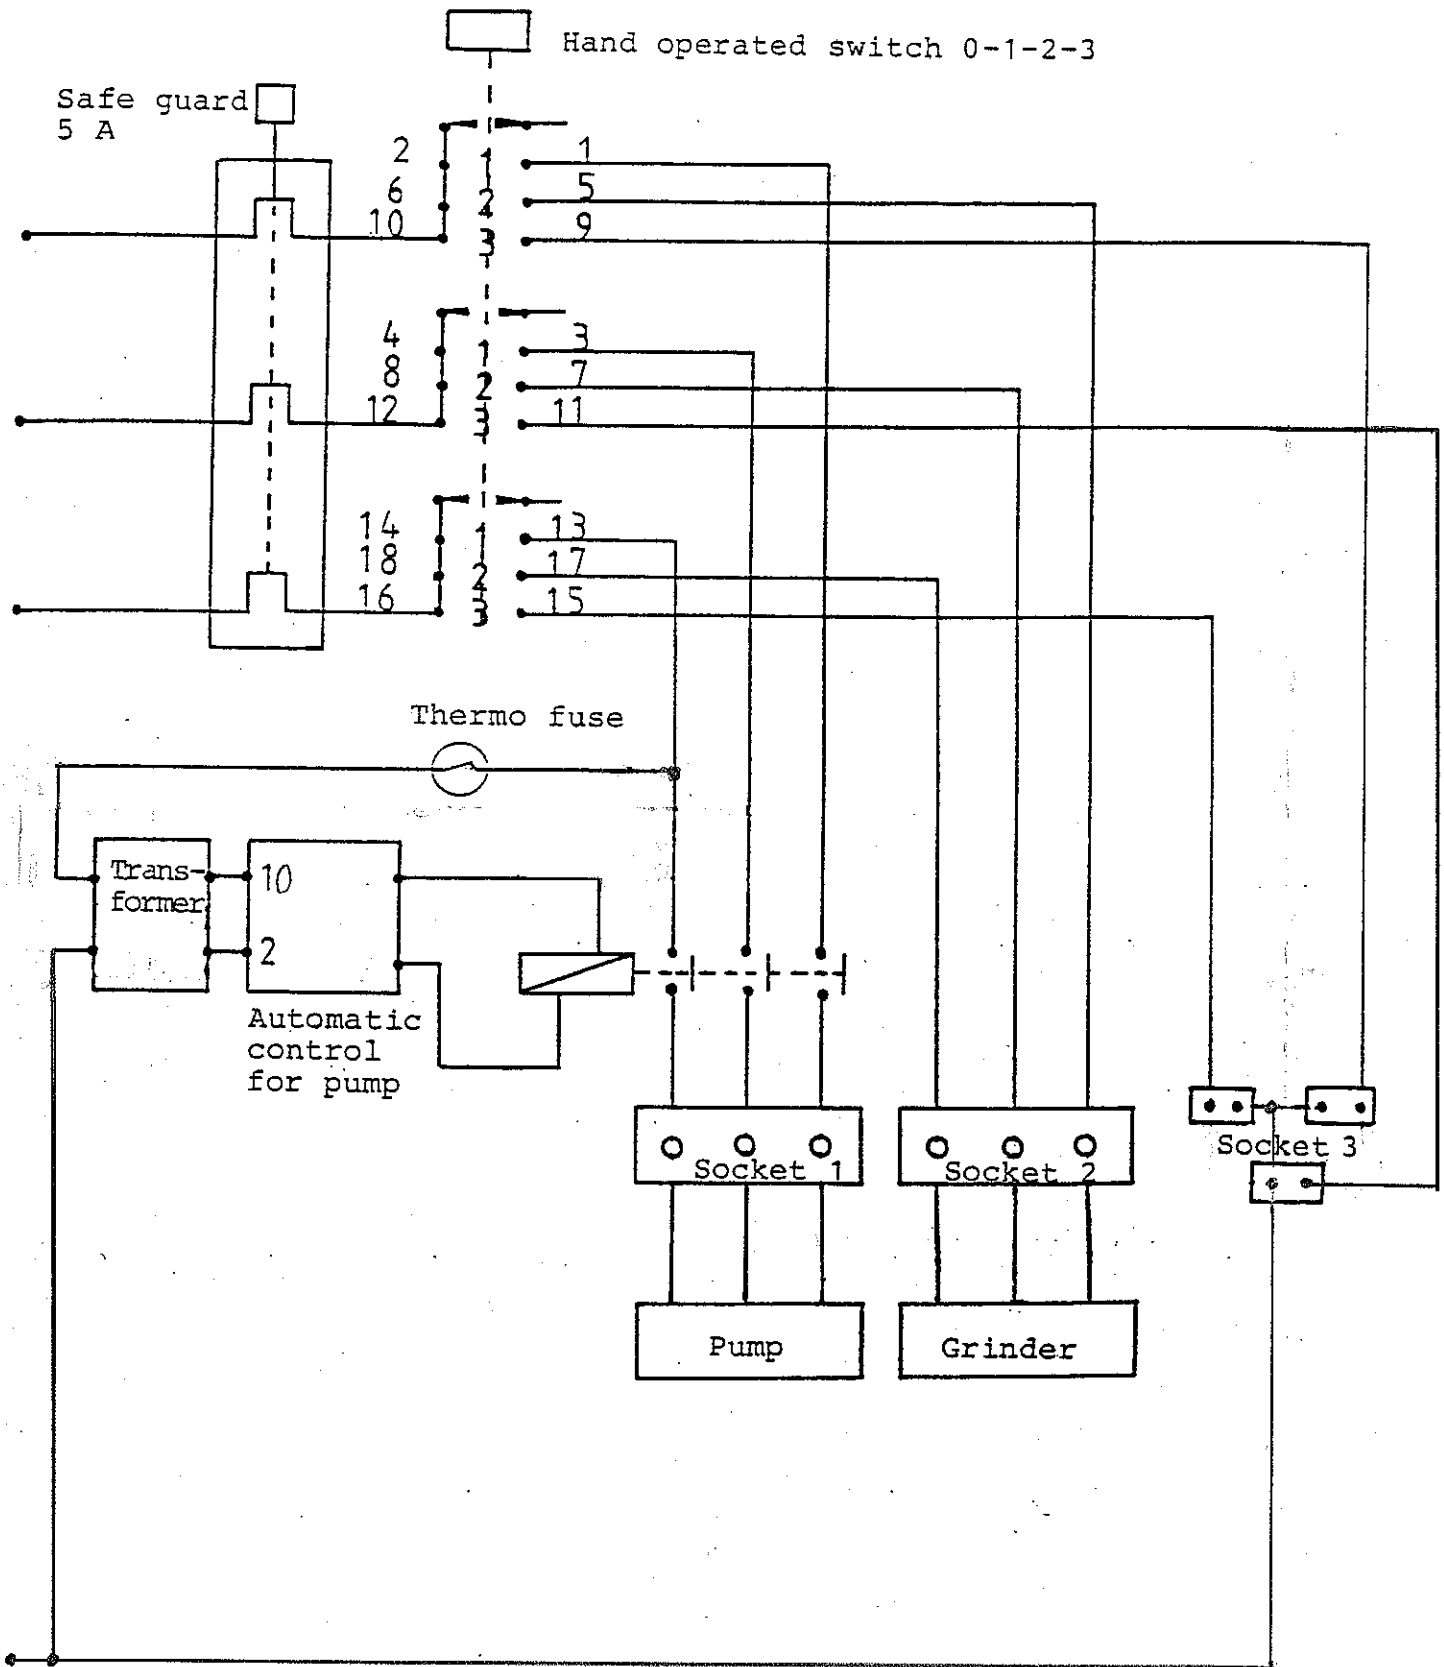 Hand operated switch 0-1-2-3
Safe guard
5 A
2 1 1
6 2 5
10 3 9
4 1 3
8 2 7
12 3 11
14 1 13
18 2 17
16 3 15
Thermo fuse
Trans-
former
10
2
Automatic
control
for pump
Socket 1
Socket 2
Socket 3
Pump
Grinder